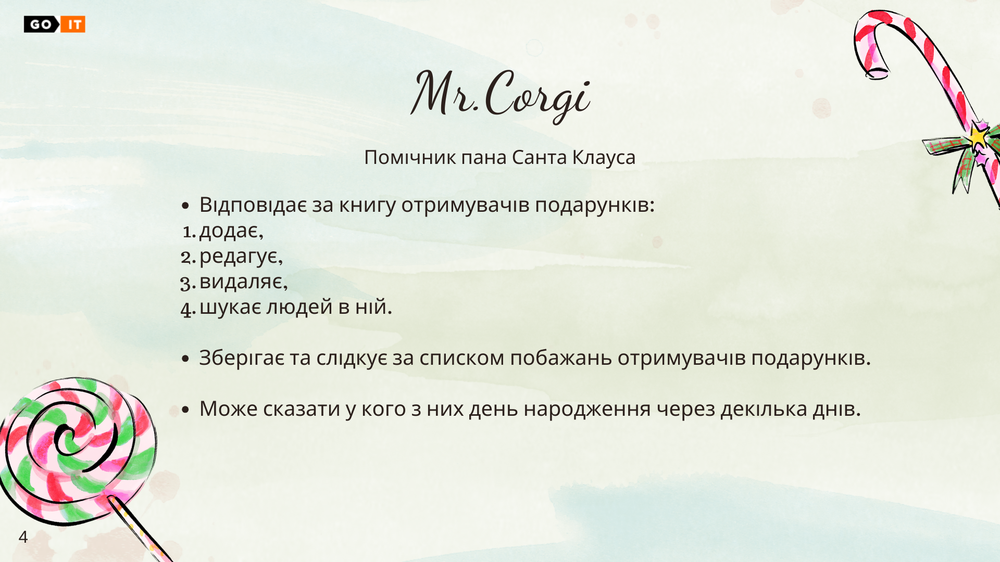 GO IT
Mr.Corgi
Помічник пана Санта Клауса
• Відповідає за книгу отримувачів подарунків:
1. додає,
2. редагує,
3. видаляє,
4. шукає людей в ній.
• Зберігає та слідкує за списком побажань отримувачів подарунків.
• Може сказати у кого з них день народження через декілька днів.
4